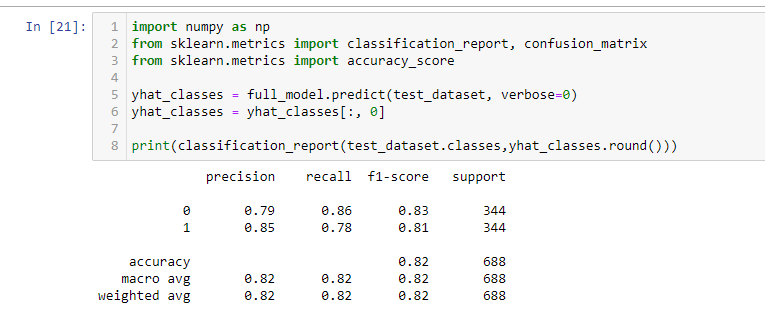 In [21]:
1 import numpy as np
2 from sklearn.metrics import classification_report, confusion_matrix
3 from sklearn.metrics import accuracy_score
4
5 yhat_classes = full_model.predict(test_dataset, verbose=0)
6 yhat_classes = yhat_classes[:, 0]
7
8 print(classification_report(test_dataset.classes,yhat_classes.round()))
precision recall f1-score support
0 0.79 0.86 0.83 344
1 0.85 0.78 0.81 344
accuracy 0.82 688
macro avg 0.82 0.82 0.82 688
weighted avg 0.82 0.82 0.82 688